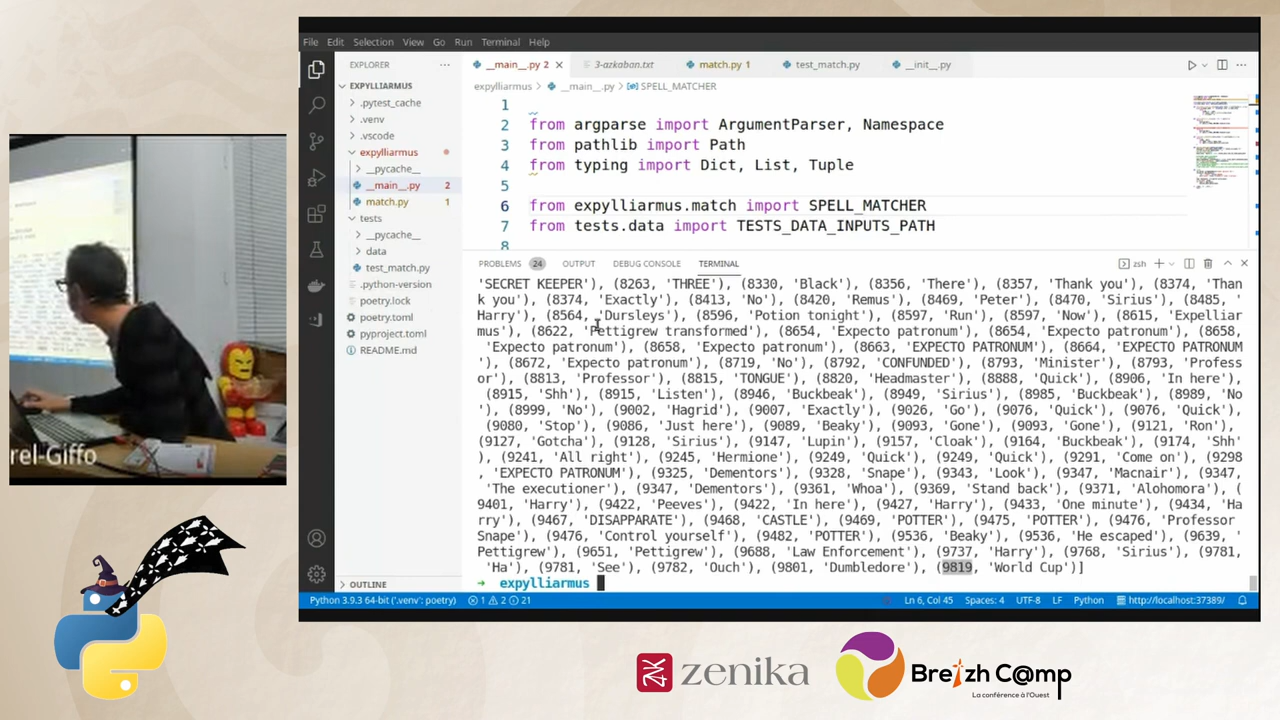 File Edit Selection View Go Run Terminal Help
EXPLORER ···
__main__.py 2 ×
3-azkaban.txt
match.py 1
test_match.py
__init__.py
EXPYLLIARMUS
.pytest_cache
.venv
.vscode
expylliarmus
__pycache__
__main__.py 2
match.py 1
tests
__pycache__
data
test_match.py
.python-version
poetry.lock
poetry.toml
pyproject.toml
README.md
OUTLINE
expylliarmus > __main__.py > SPELL_MATCHER
1
2 from argparse import ArgumentParser, Namespace
3 from pathlib import Path
4 from typing import Dict, List, Tuple
5
6 from expylliarmus.match import SPELL_MATCHER
7 from tests.data import TESTS_DATA_INPUTS_PATH
8
PROBLEMS 24 OUTPUT DEBUG CONSOLE TERMINAL zsh
'SECRET KEEPER'), (8263, 'THREE'), (8330, 'Black'), (8356, 'There'), (8357, 'Thank you'), (8374, 'Than
k you'), (8374, 'Exactly'), (8413, 'No'), (8420, 'Remus'), (8469, 'Peter'), (8470, 'Sirius'), (8485, '
Harry'), (8564, 'Dursleys'), (8596, 'Potion tonight'), (8597, 'Run'), (8597, 'Now'), (8615, 'Expelliar
mus'), (8622, 'Pettigrew transformed'), (8654, 'Expecto patronum'), (8654, 'Expecto patronum'), (8658,
'Expecto patronum'), (8658, 'Expecto patronum'), (8663, 'EXPECTO PATRONUM'), (8664, 'EXPECTO PATRONUM
'), (8672, 'Expecto patronum'), (8719, 'No'), (8792, 'CONFUNDED'), (8793, 'Minister'), (8793, 'Profess
or'), (8813, 'Professor'), (8815, 'TONGUE'), (8820, 'Headmaster'), (8888, 'Quick'), (8906, 'In here'),
(8915, 'Shh'), (8915, 'Listen'), (8946, 'Buckbeak'), (8949, 'Sirius'), (8985, 'Buckbeak'), (8989, 'No
'), (8999, 'No'), (9002, 'Hagrid'), (9007, 'Exactly'), (9026, 'Go'), (9076, 'Quick'), (9076, 'Quick'),
(9080, 'Stop'), (9086, 'Just here'), (9089, 'Beaky'), (9093, 'Gone'), (9093, 'Gone'), (9121, 'Ron'),
(9127, 'Gotcha'), (9128, 'Sirius'), (9147, 'Lupin'), (9157, 'Cloak'), (9164, 'Buckbeak'), (9174, 'Shh'
), (9241, 'All right'), (9245, 'Hermione'), (9249, 'Quick'), (9249, 'Quick'), (9291, 'Come on'), (9298
, 'EXPECTO PATRONUM'), (9325, 'Dementors'), (9328, 'Snape'), (9343, 'Look'), (9347, 'Macnair'), (9347,
'The executioner'), (9347, 'Dementors'), (9361, 'Whoa'), (9369, 'Stand back'), (9371, 'Alohomora'), (
9401, 'Harry'), (9422, 'Peeves'), (9422, 'In here'), (9427, 'Harry'), (9433, 'One minute'), (9434, 'Ha
rry'), (9467, 'DISAPPARATE'), (9468, 'CASTLE'), (9469, 'POTTER'), (9475, 'POTTER'), (9476, 'Professor
Snape'), (9476, 'Control yourself'), (9482, 'POTTER'), (9536, 'Beaky'), (9536, 'He escaped'), (9639, '
Pettigrew'), (9651, 'Pettigrew'), (9688, 'Law Enforcement'), (9737, 'Harry'), (9768, 'Sirius'), (9781,
'Ha'), (9781, 'See'), (9782, 'Ouch'), (9801, 'Dumbledore'), (9819, 'World Cup')]
➜ expylliarmus
Python 3.9.3 64-bit ('.venv': poetry) 1 2 21 Ln 6, Col 45 Spaces: 4 UTF-8 LF Python http://localhost:37389/
rel-Giffo
zenika
Breizh C@mp
La conférence à l'Ouest